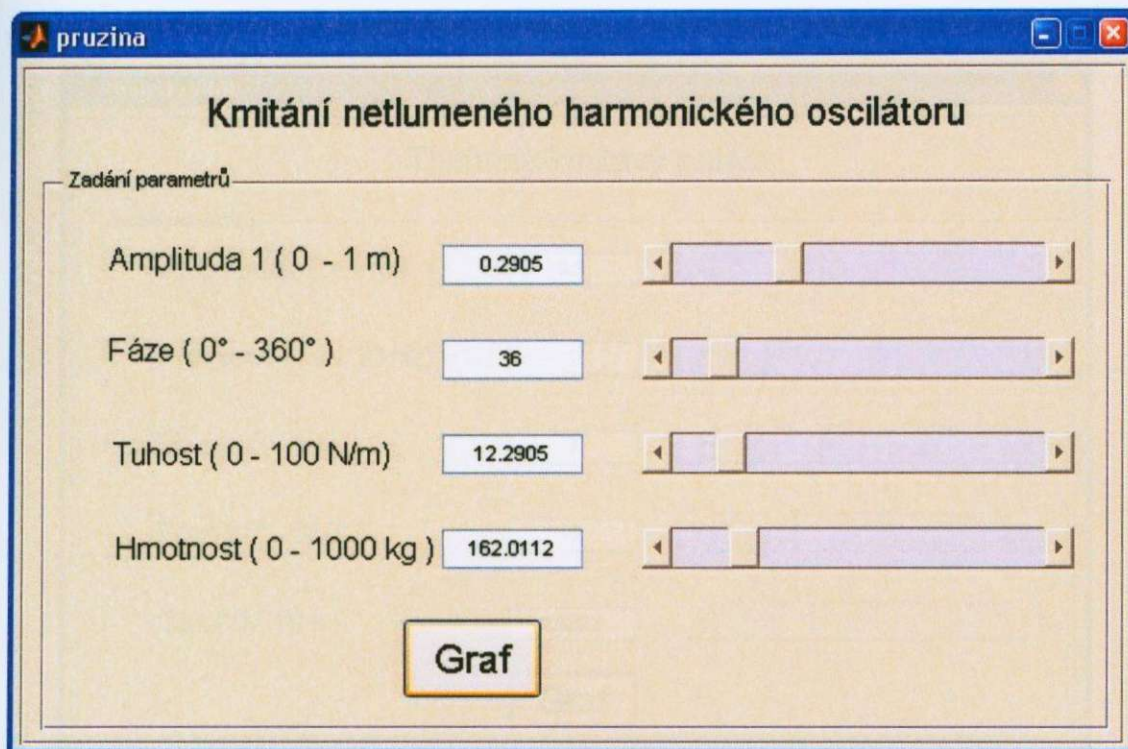 pruzina
Kmitání netlumeného harmonického oscilátoru
Zadání parametrů
Amplituda 1 ( 0 - 1 m) 0.2905
Fáze ( 0° - 360° ) 36
Tuhost ( 0 - 100 N/m) 12.2905
Hmotnost ( 0 - 1000 kg ) 162.0112
Graf